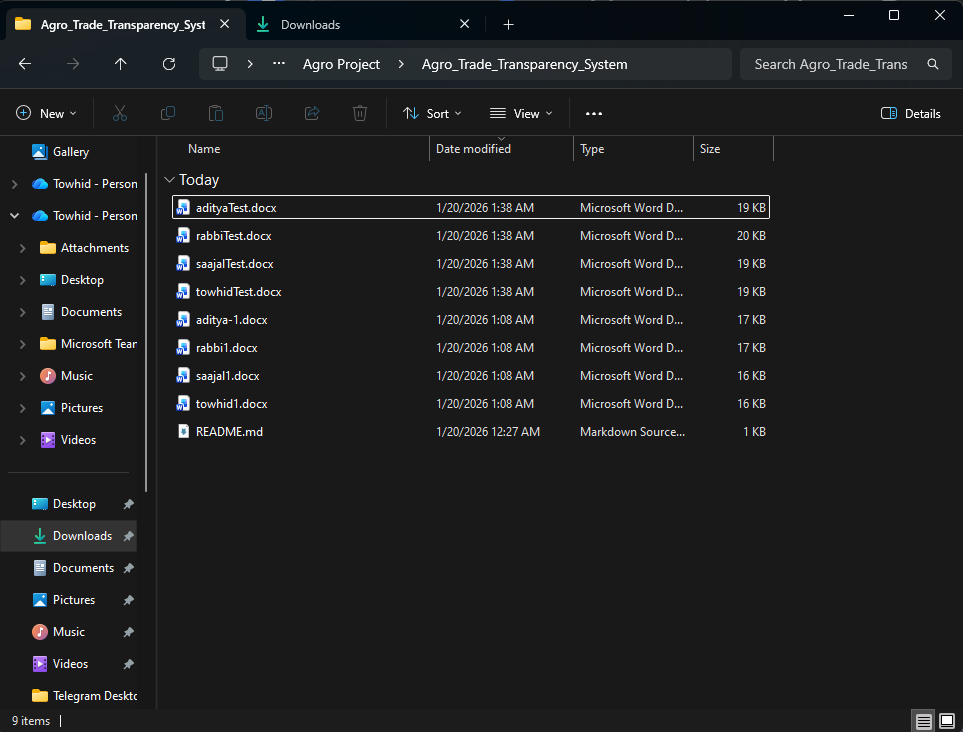 Agro_Trade_Transparency_Syst
Downloads
Agro Project
Agro_Trade_Transparency_System
Search Agro_Trade_Trans
New
Sort
View
Details
Gallery
Towhid - Person
Towhid - Person
Attachments
Desktop
Documents
Microsoft Tear
Music
Pictures
Videos
Desktop
Downloads
Documents
Pictures
Music
Videos
Telegram Deskto
Name Date modified Type Size
Today
adityaTest.docx 1/20/2026 1:38 AM Microsoft Word D... 19 KB
rabbiTest.docx 1/20/2026 1:38 AM Microsoft Word D... 20 KB
saajalTest.docx 1/20/2026 1:38 AM Microsoft Word D... 19 KB
towhidTest.docx 1/20/2026 1:38 AM Microsoft Word D... 19 KB
aditya-1.docx 1/20/2026 1:08 AM Microsoft Word D... 17 KB
rabbi1.docx 1/20/2026 1:08 AM Microsoft Word D... 17 KB
saajal1.docx 1/20/2026 1:08 AM Microsoft Word D... 16 KB
towhid1.docx 1/20/2026 1:08 AM Microsoft Word D... 16 KB
README.md 1/20/2026 12:27 AM Markdown Source... 1 KB
9 items